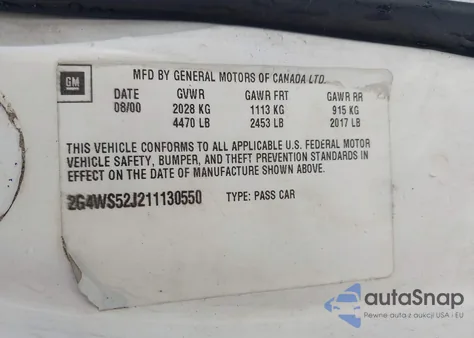 GM
MFD BY GENERAL MOTORS OF CANADA LTD.
DATE GVWR GAWR FRT GAWR RR
08/00 2028 KG 1113 KG 915 KG
4470 LB 2453 LB 2017 LB
THIS VEHICLE CONFORMS TO ALL APPLICABLE U.S. FEDERAL MOTOR
VEHICLE SAFETY, BUMPER, AND THEFT PREVENTION STANDARDS IN
EFFECT ON THE DATE OF MANUFACTURE SHOWN ABOVE.
2G4WS52J211130550 TYPE: PASS CAR
autoSnap
Pewne auta z aukcji USA i EU